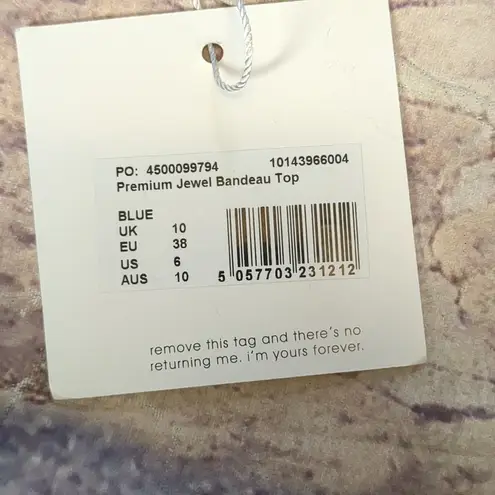 PO: 4500099794 10143966004
Premium Jewel Bandeau Top
BLUE
UK 10
EU 38
US 6
AUS 10
5 057703 231212
remove this tag and there's no
returning me. i'm yours forever.